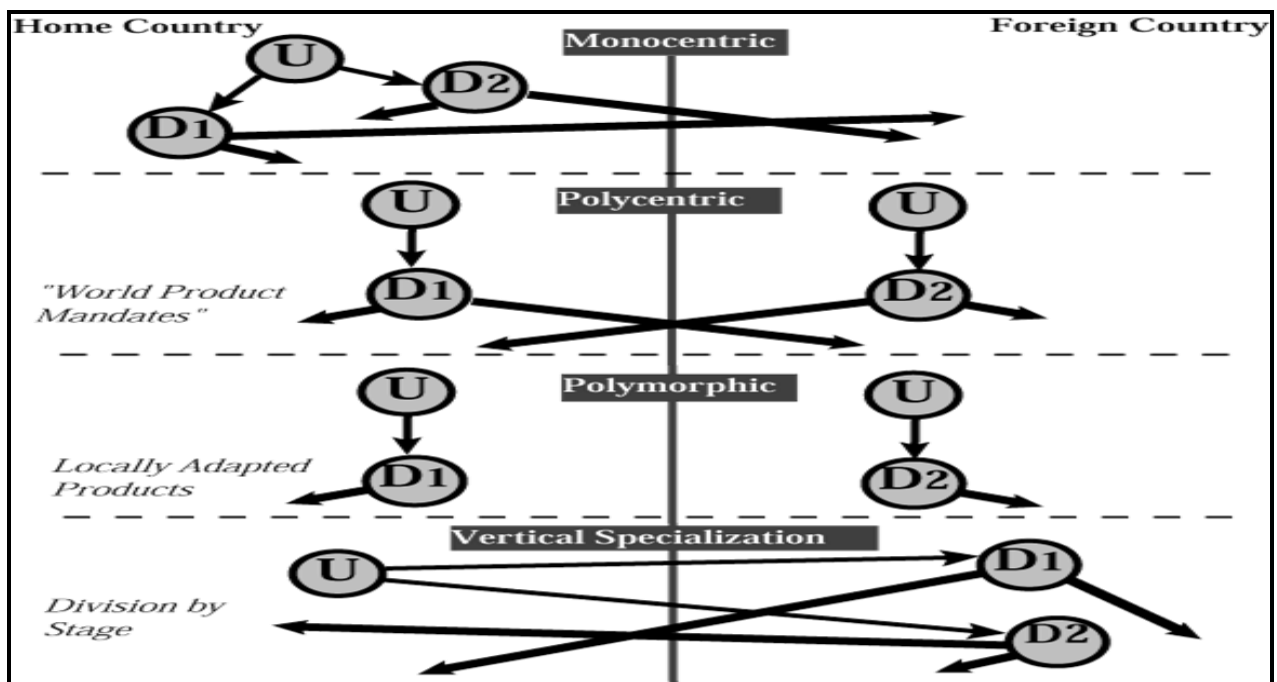 Home Country
Foreign Country
Monocentric
U
D2
D1
Polycentric
U
U
"World Product
Mandates"
D1
D2
Polymorphic
U
U
Locally Adapted
Products
D1
D2
Vertical Specialization
U
D1
Division by
Stage
D2